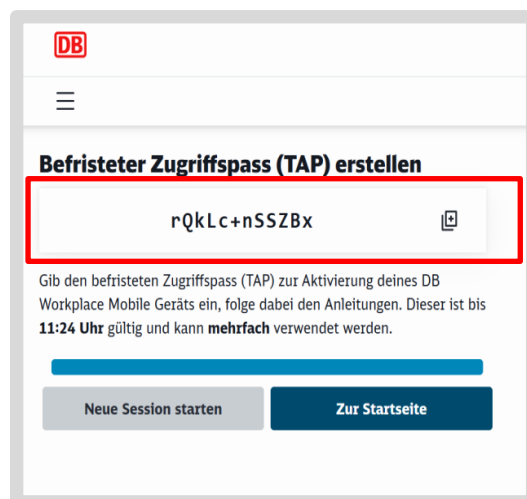 DB
Befristeter Zugriffspass (TAP) erstellen
rQkLc+nSSZBx
Gib den befristeten Zugriffspass (TAP) zur Aktivierung deines DB
Workplace Mobile Geräts ein, folge dabei den Anleitungen. Dieser ist bis
11:24 Uhr gültig und kann mehrfach verwendet werden.
Neue Session starten
Zur Startseite